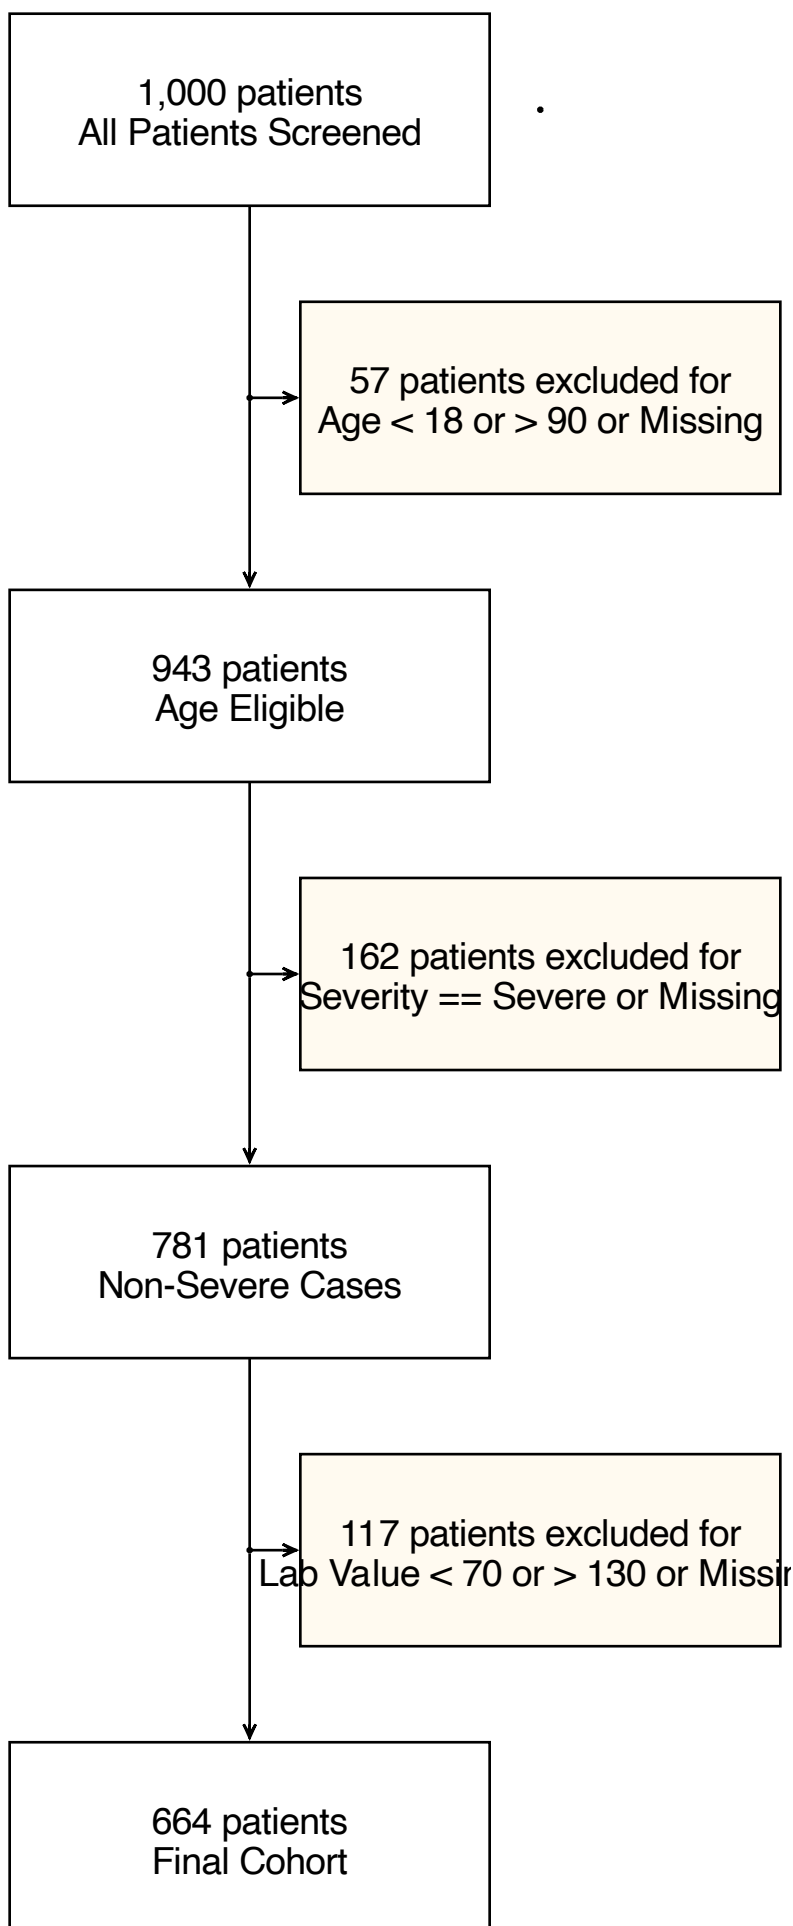 1,000 patients
All Patients Screened
57 patients excluded for
Age < 18 or > 90 or Missing
943 patients
Age Eligible
162 patients excluded for
Severity == Severe or Missing
781 patients
Non-Severe Cases
117 patients excluded for
Lab Value < 70 or > 130 or Missin
664 patients
Final Cohort